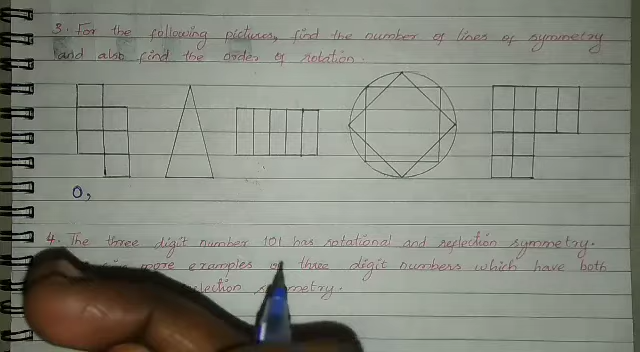 3. For the following pictures, find the number of lines of symmetry
and also find the order of rotation.
0,
4. The three digit number 101 has rotational and reflection symmetry.
more examples of three digit numbers which have both
symmetry.